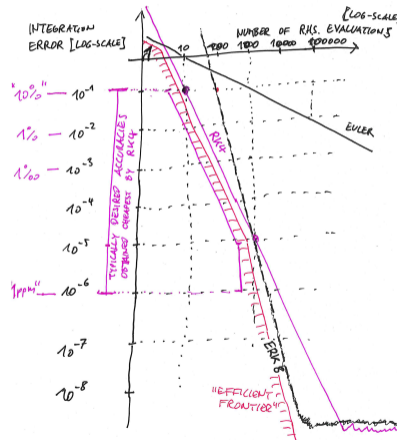 [LOG-SCALE]
INTEGRATION
ERROR [LOG-SCALE]
NUMBER OF RHS. EVALUATIONS
10 100 1000 10000 100000
"10%" — 10^-1
1% — 10^-2
1‰ — 10^-3
10^-4
10^-5
"1ppm" — 10^-6
10^-7
10^-8
TYPICALLY DESIRED ACCURACIES
OBTAINED CHEAPEST BY RK4
RK4
EULER
ERK8
"EFFICIENT
FRONTIER"